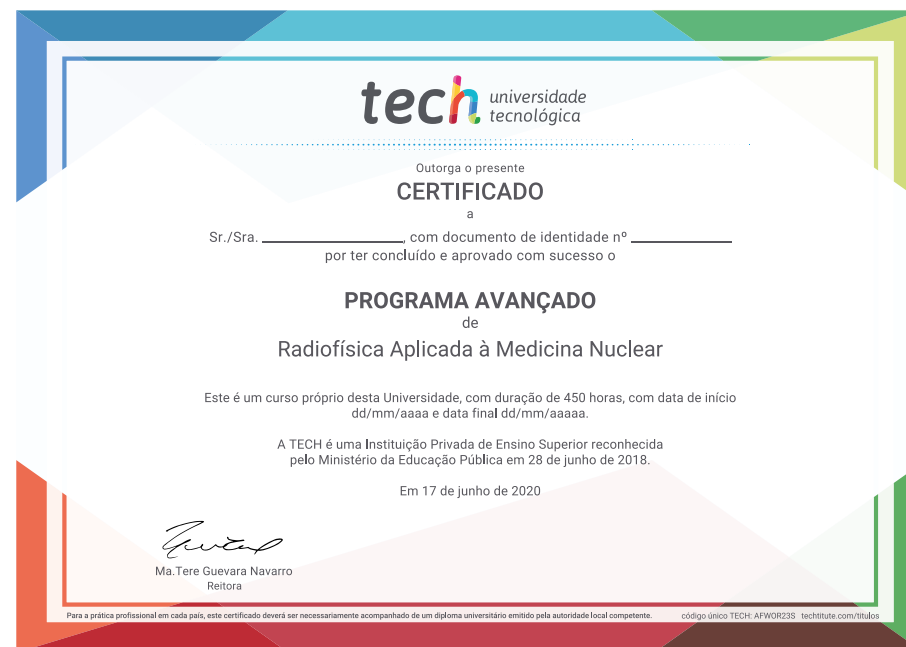 tech universidade
tecnológica
Outorga o presente
CERTIFICADO
a
Sr./Sra. ____________, com documento de identidade nº ____________
por ter concluído e aprovado com sucesso o
PROGRAMA AVANÇADO
de
Radiofísica Aplicada à Medicina Nuclear
Este é um curso próprio desta Universidade, com duração de 450 horas, com data de início
dd/mm/aaaa e data final dd/mm/aaaaa.
A TECH é uma Instituição Privada de Ensino Superior reconhecida
pelo Ministério da Educação Pública em 28 de junho de 2018.
Em 17 de junho de 2020
Ma.Tere Guevara Navarro
Reitora
Para a prática profissional em cada país, este certificado deverá ser necessariamente acompanhado de um diploma universitário emitido pela autoridade local competente. código único TECH: AFWOR23S techtitute.com/titulos